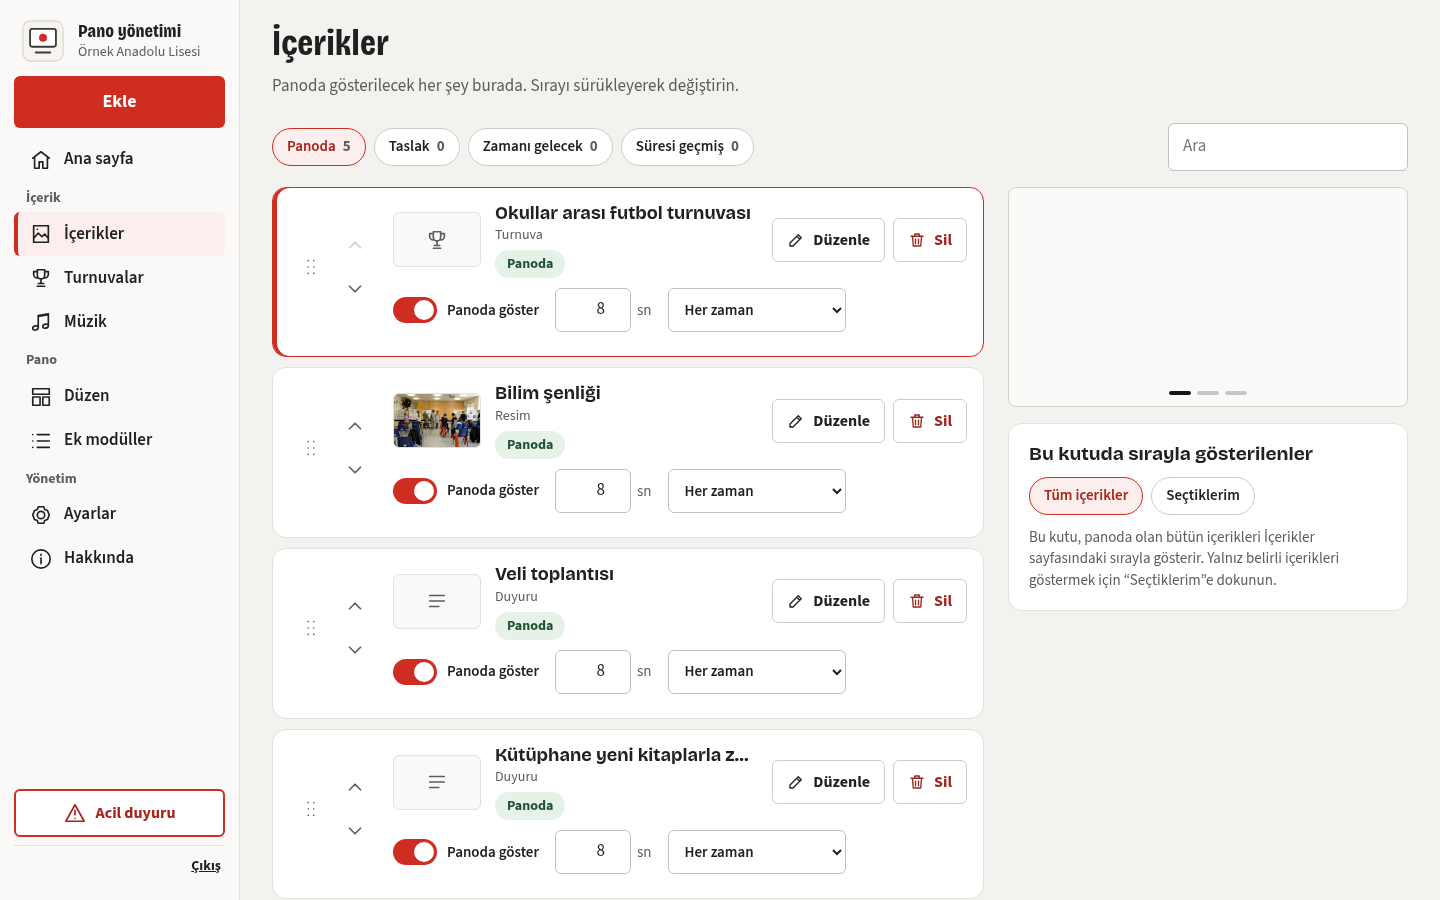 Pano yönetimi
Örnek Anadolu Lisesi
Ekle
Ana sayfa
İçerik
İçerikler
Turnuvalar
Müzik
Pano
Düzen
Ek modüller
Yönetim
Ayarlar
Hakkında
Acil duyuru
Çıkış
İçerikler
Panoda gösterilecek her şey burada. Sırayı sürükleyerek değiştirin.
Panoda 5
Taslak 0
Zamanı gelecek 0
Süresi geçmiş 0
Ara
Okullar arası futbol turnuvası
Turnuva
Panoda
Düzenle
Sil
Panoda göster
8 sn
Her zaman
Bilim şenliği
Resim
Panoda
Düzenle
Sil
Panoda göster
8 sn
Her zaman
Veli toplantısı
Duyuru
Panoda
Düzenle
Sil
Panoda göster
8 sn
Her zaman
Kütüphane yeni kitaplarla z...
Duyuru
Panoda
Düzenle
Sil
Panoda göster
8 sn
Her zaman
Bu kutuda sırayla gösterilenler
Tüm içerikler
Seçtiklerim
Bu kutu, panoda olan bütün içerikleri İçerikler
sayfasındaki sırayla gösterir. Yalnız belirli içerikleri
göstermek için “Seçtiklerim”e dokunun.